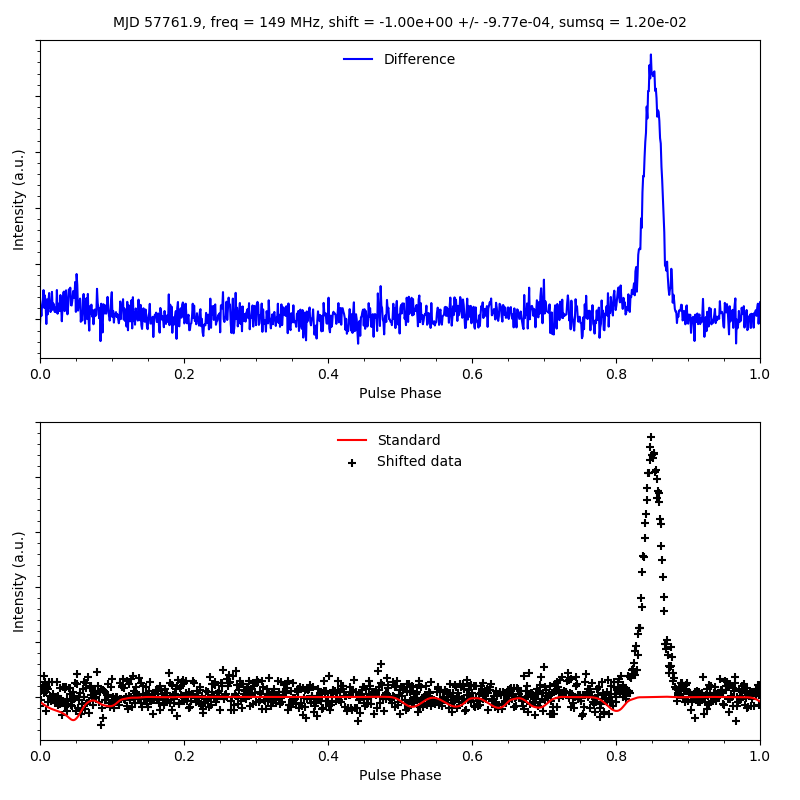 MJD 57761.9, freq = 149 MHz, shift = -1.00e+00 +/- -9.77e-04, sumsq = 1.20e-02
Difference
Intensity (a.u.)
0.0 0.2 0.4 0.6 0.8 1.0
Pulse Phase
Standard
Shifted data
Intensity (a.u.)
0.0 0.2 0.4 0.6 0.8 1.0
Pulse Phase